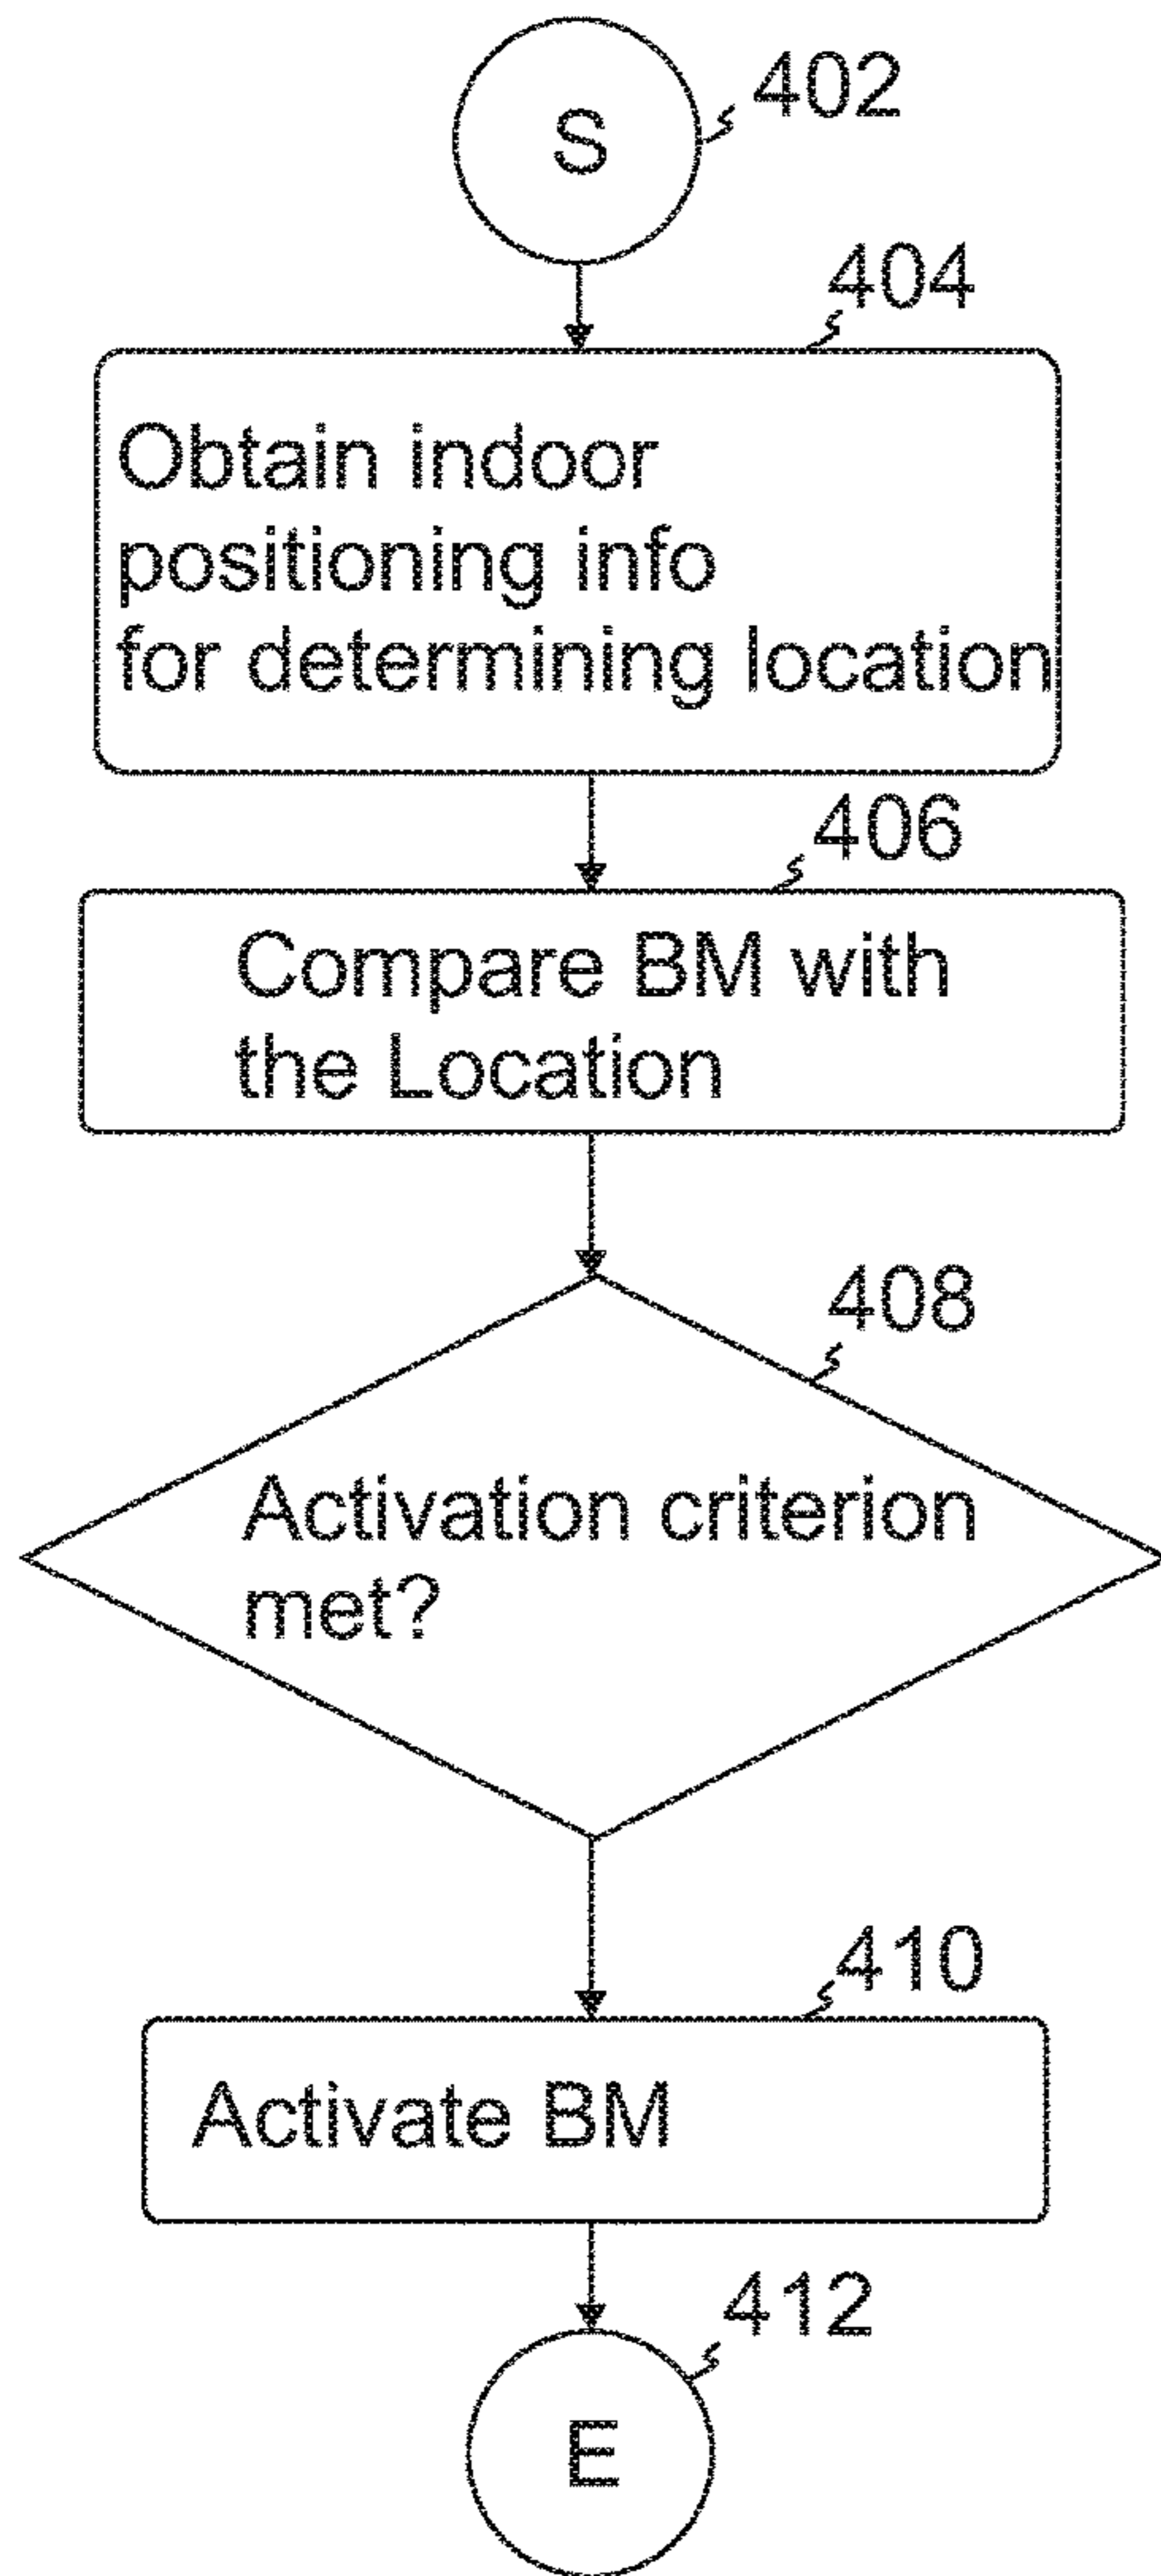 S
402
404
Obtain indoor
positioning info
for determining location
406
Compare BM with
the Location
408
Activation criterion
met?
410
Activate BM
412
E